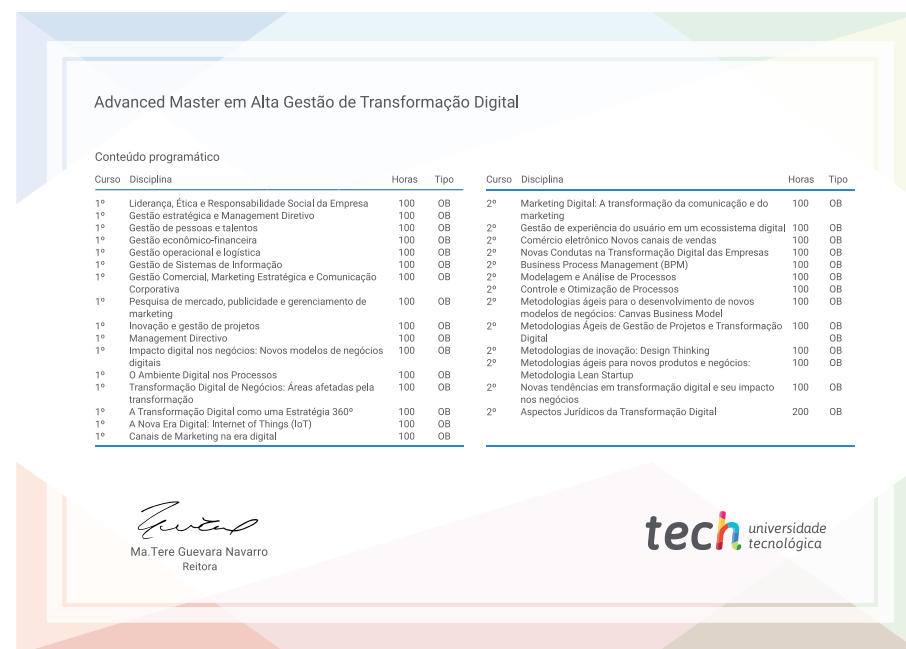 Advanced Master em Alta Gestão de Transformação Digital
Conteúdo programático
Curso Disciplina Horas Tipo
1º Liderança, Ética e Responsabilidade Social da Empresa 100 OB
1º Gestão estratégica e Management Diretivo 100 OB
1º Gestão de pessoas e talentos 100 OB
1º Gestão econômico-financeira 100 OB
1º Gestão operacional e logística 100 OB
1º Gestão de Sistemas de Informação 100 OB
1º Gestão Comercial, Marketing Estratégica e Comunicação 100 OB
Corporativa
1º Pesquisa de mercado, publicidade e gerenciamento de 100 OB
marketing
1º Inovação e gestão de projetos 100 OB
1º Management Directivo 100 OB
1º Impacto digital nos negócios: Novos modelos de negócios 100 OB
digitais
1º O Ambiente Digital nos Processos 100 OB
1º Transformação Digital de Negócios: Áreas afetadas pela 100 OB
transformação
1º A Transformação Digital como uma Estratégia 360º 100 OB
1º A Nova Era Digital: Internet of Things (IoT) 100 OB
1º Canais de Marketing na era digital 100 OB
Curso Disciplina Horas Tipo
2º Marketing Digital: A transformação da comunicação e do 100 OB
marketing
2º Gestão de experiência do usuário em um ecossistema digital 100 OB
2º Comércio eletrônico Novos canais de vendas 100 OB
2º Novas Condutas na Transformação Digital das Empresas 100 OB
2º Business Process Management (BPM) 100 OB
2º Modelagem e Análise de Processos 100 OB
2º Controle e Otimização de Processos 100 OB
2º Metodologias ágeis para o desenvolvimento de novos 100 OB
modelos de negócios: Canvas Business Model
2º Metodologias Ágeis de Gestão de Projetos e Transformação 100 OB
Digital OB
2º Metodologias de inovação: Design Thinking 100 OB
2º Metodologias ágeis para novos produtos e negócios: 100 OB
Metodologia Lean Startup
2º Novas tendências em transformação digital e seu impacto 100 OB
nos negócios
2º Aspectos Jurídicos da Transformação Digital 200 OB
Ma.Tere Guevara Navarro
Reitora
tech universidade
tecnológica